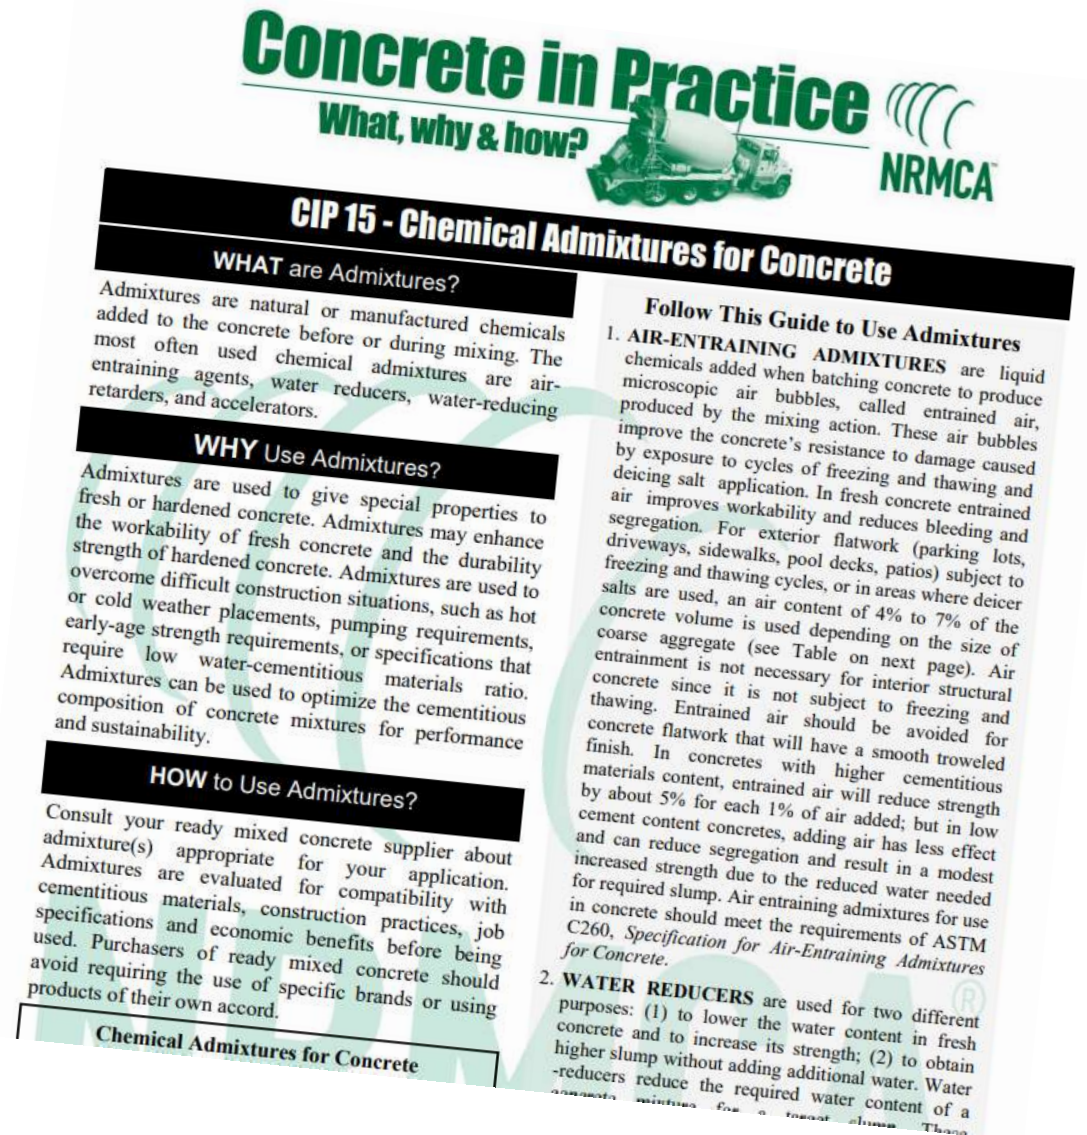 Concrete in Practice
What, why & how?
NRMCA
CIP 15 - Chemical Admixtures for Concrete
WHAT are Admixtures?
Admixtures are natural or manufactured chemicals
added to the concrete before or during mixing. The
most often used chemical admixtures are air-
entraining agents, water reducers, water-reducing
retarders, and accelerators.
WHY Use Admixtures?
Admixtures are used to give special properties to
fresh or hardened concrete. Admixtures may enhance
the workability of fresh concrete and the durability
strength of hardened concrete. Admixtures are used to
overcome difficult construction situations, such as hot
or cold weather placements, pumping requirements,
early-age strength requirements, or specifications that
require low water-cementitious materials ratio.
Admixtures can be used to optimize the cementitious
composition of concrete mixtures for performance
and sustainability.
HOW to Use Admixtures?
Consult your ready mixed concrete supplier about
admixture(s) appropriate for your application.
Admixtures are evaluated for compatibility with
cementitious materials, construction practices, job
specifications and economic benefits before being
used. Purchasers of ready mixed concrete should
avoid requiring the use of specific brands or using
products of their own accord.
Chemical Admixtures for Concrete
Follow This Guide to Use Admixtures
1. AIR-ENTRAINING ADMIXTURES are liquid
chemicals added when batching concrete to produce
microscopic air bubbles, called entrained air,
produced by the mixing action. These air bubbles
improve the concrete's resistance to damage caused
by exposure to cycles of freezing and thawing and
deicing salt application. In fresh concrete entrained
air improves workability and reduces bleeding and
segregation. For exterior flatwork (parking lots,
driveways, sidewalks, pool decks, patios) subject to
freezing and thawing cycles, or in areas where deicer
salts are used, an air content of 4% to 7% of the
concrete volume is used depending on the size of
coarse aggregate (see Table on next page). Air
entrainment is not necessary for interior structural
concrete since it is not subject to freezing and
thawing. Entrained air should be avoided for
concrete flatwork that will have a smooth troweled
finish. In concretes with higher cementitious
materials content, entrained air will reduce strength
by about 5% for each 1% of air added; but in low
cement content concretes, adding air has less effect
and can reduce segregation and result in a modest
increased strength due to the reduced water needed
for required slump. Air entraining admixtures for use
in concrete should meet the requirements of ASTM
C260, Specification for Air-Entraining Admixtures
for Concrete.
2. WATER REDUCERS are used for two different
purposes: (1) to lower the water content in fresh
concrete and to increase its strength; (2) to obtain
higher slump without adding additional water. Water
-reducers reduce the required water content of a
concrete mixture for a target slump. These